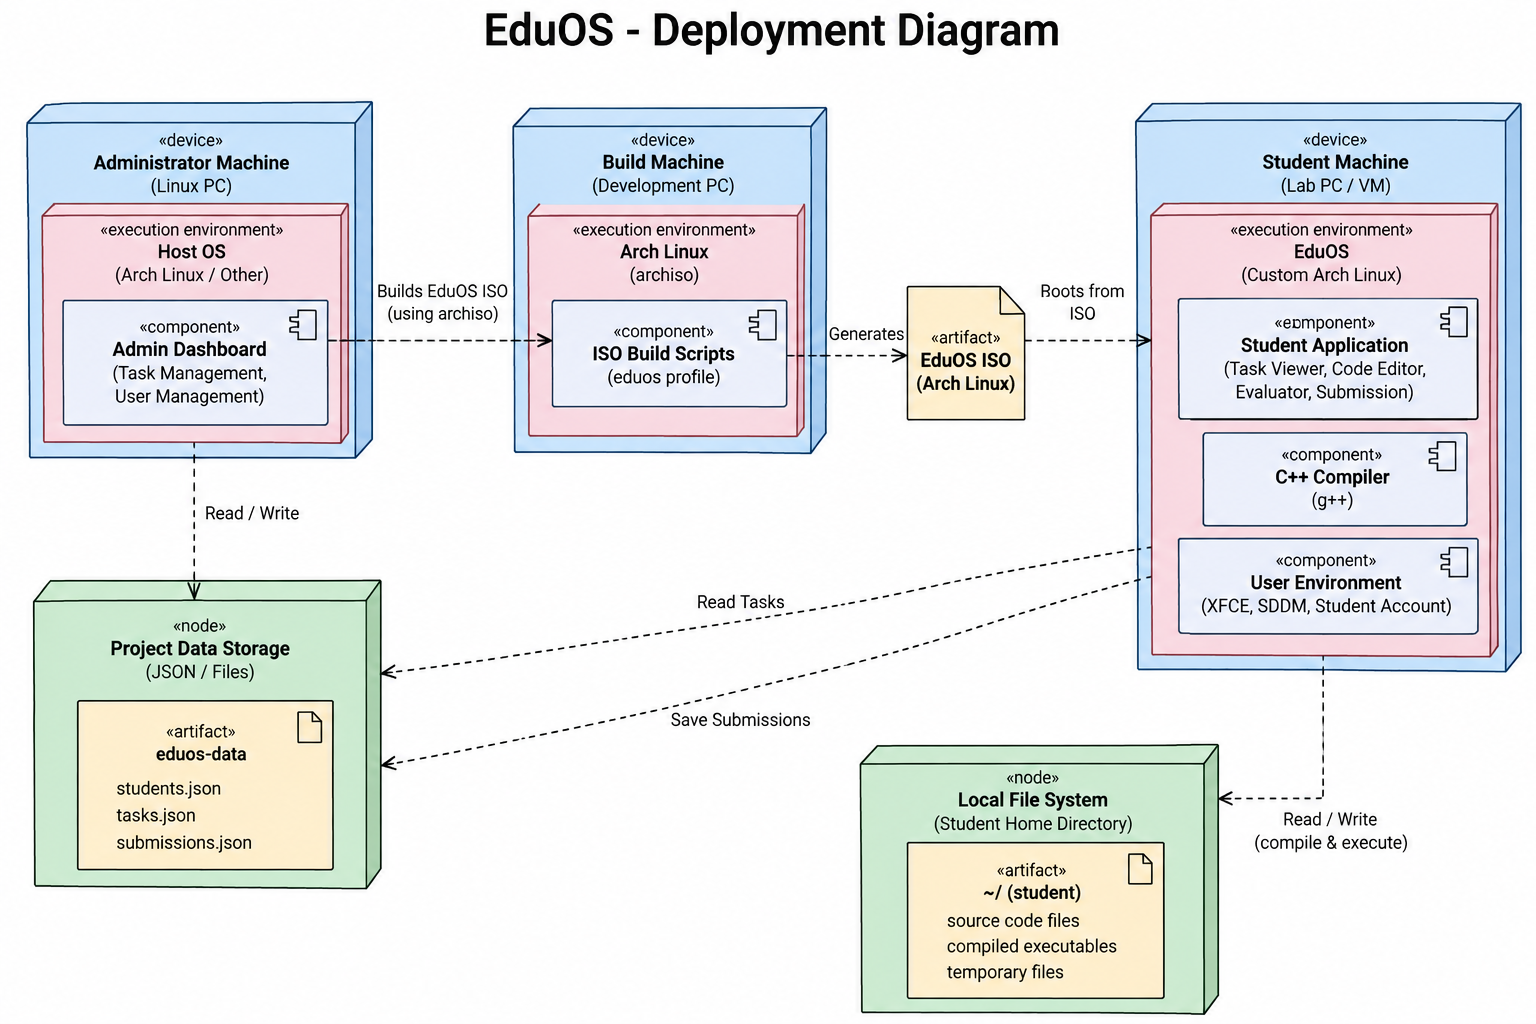 EduOS - Deployment Diagram
«device»
Administrator Machine
(Linux PC)
«execution environment»
Host OS
(Arch Linux / Other)
«component»
Admin Dashboard
(Task Management,
User Management)
Builds EduOS ISO
(using archiso)
«device»
Build Machine
(Development PC)
«execution environment»
Arch Linux
(archiso)
«component»
ISO Build Scripts
(eduos profile)
Generates
«artifact»
EduOS ISO
(Arch Linux)
Roots from
ISO
«device»
Student Machine
(Lab PC / VM)
«execution environment»
EduOS
(Custom Arch Linux)
«component»
Student Application
(Task Viewer, Code Editor,
Evaluator, Submission)
«component»
C++ Compiler
(g++)
«component»
User Environment
(XFCE, SDDM, Student Account)
Read / Write
Read Tasks
Save Submissions
«node»
Project Data Storage
(JSON / Files)
«artifact»
eduos-data
students.json
tasks.json
submissions.json
«node»
Local File System
(Student Home Directory)
«artifact»
~/ (student)
source code files
compiled executables
temporary files
Read / Write
(compile & execute)